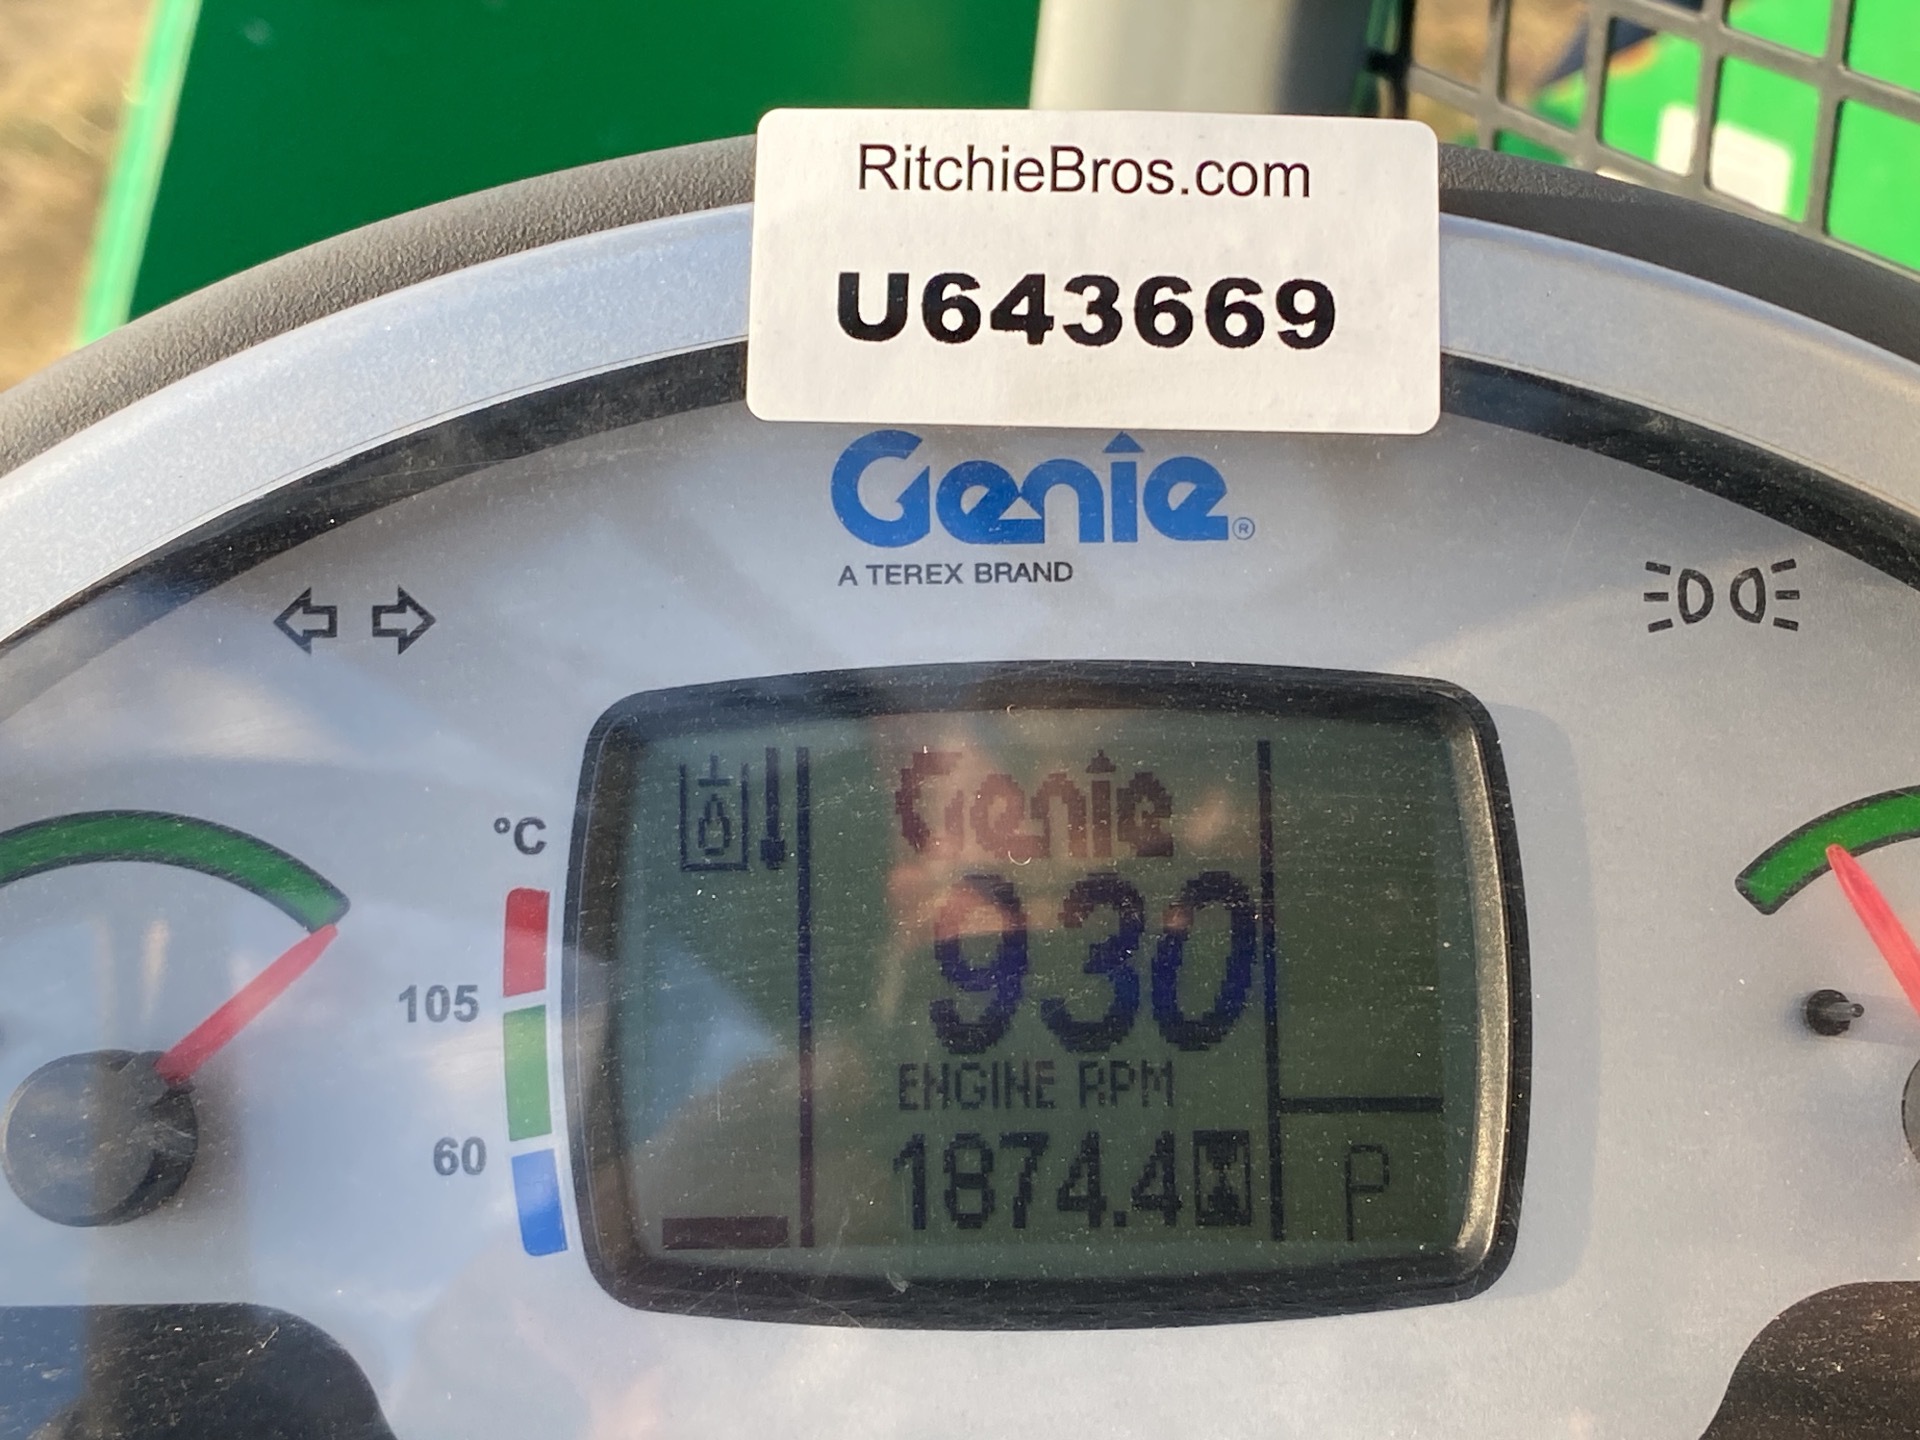 RitchieBros.com
U643669
Genie®
A TEREX BRAND
°C
105
60
Genie
930
ENGINE RPM
1874.4
P